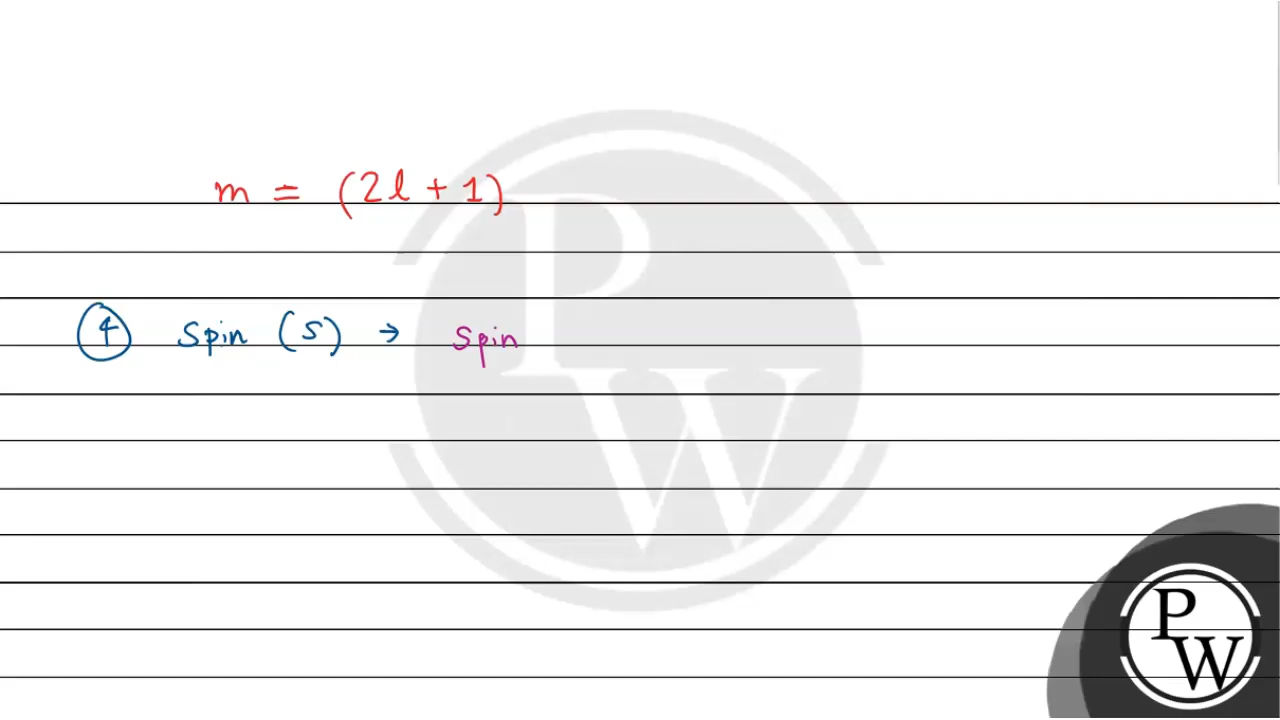 m = (2l + 1)
④ Spin (s) → Spin
P
W
P
W